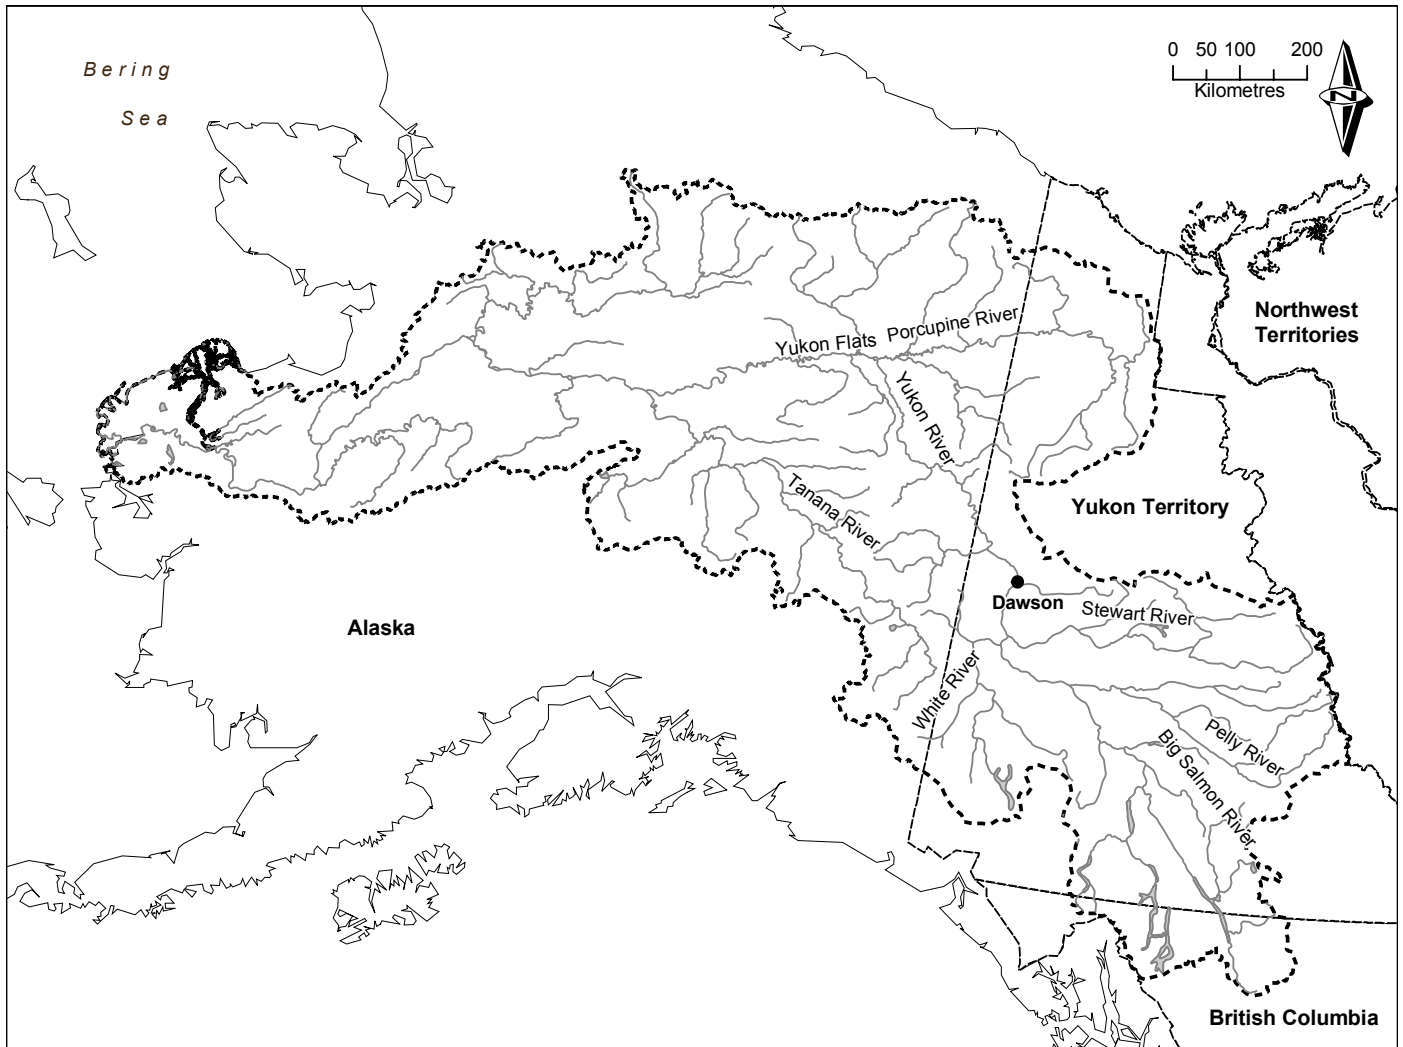 Bering
Sea
0 50 100 200
Kilometres
N
Northwest
Territories
Yukon Flats
Porcupine River
Yukon River
Tanana River
Yukon Territory
Dawson
Stewart River
Alaska
White River
Pelly River
Big Salmon River
British Columbia